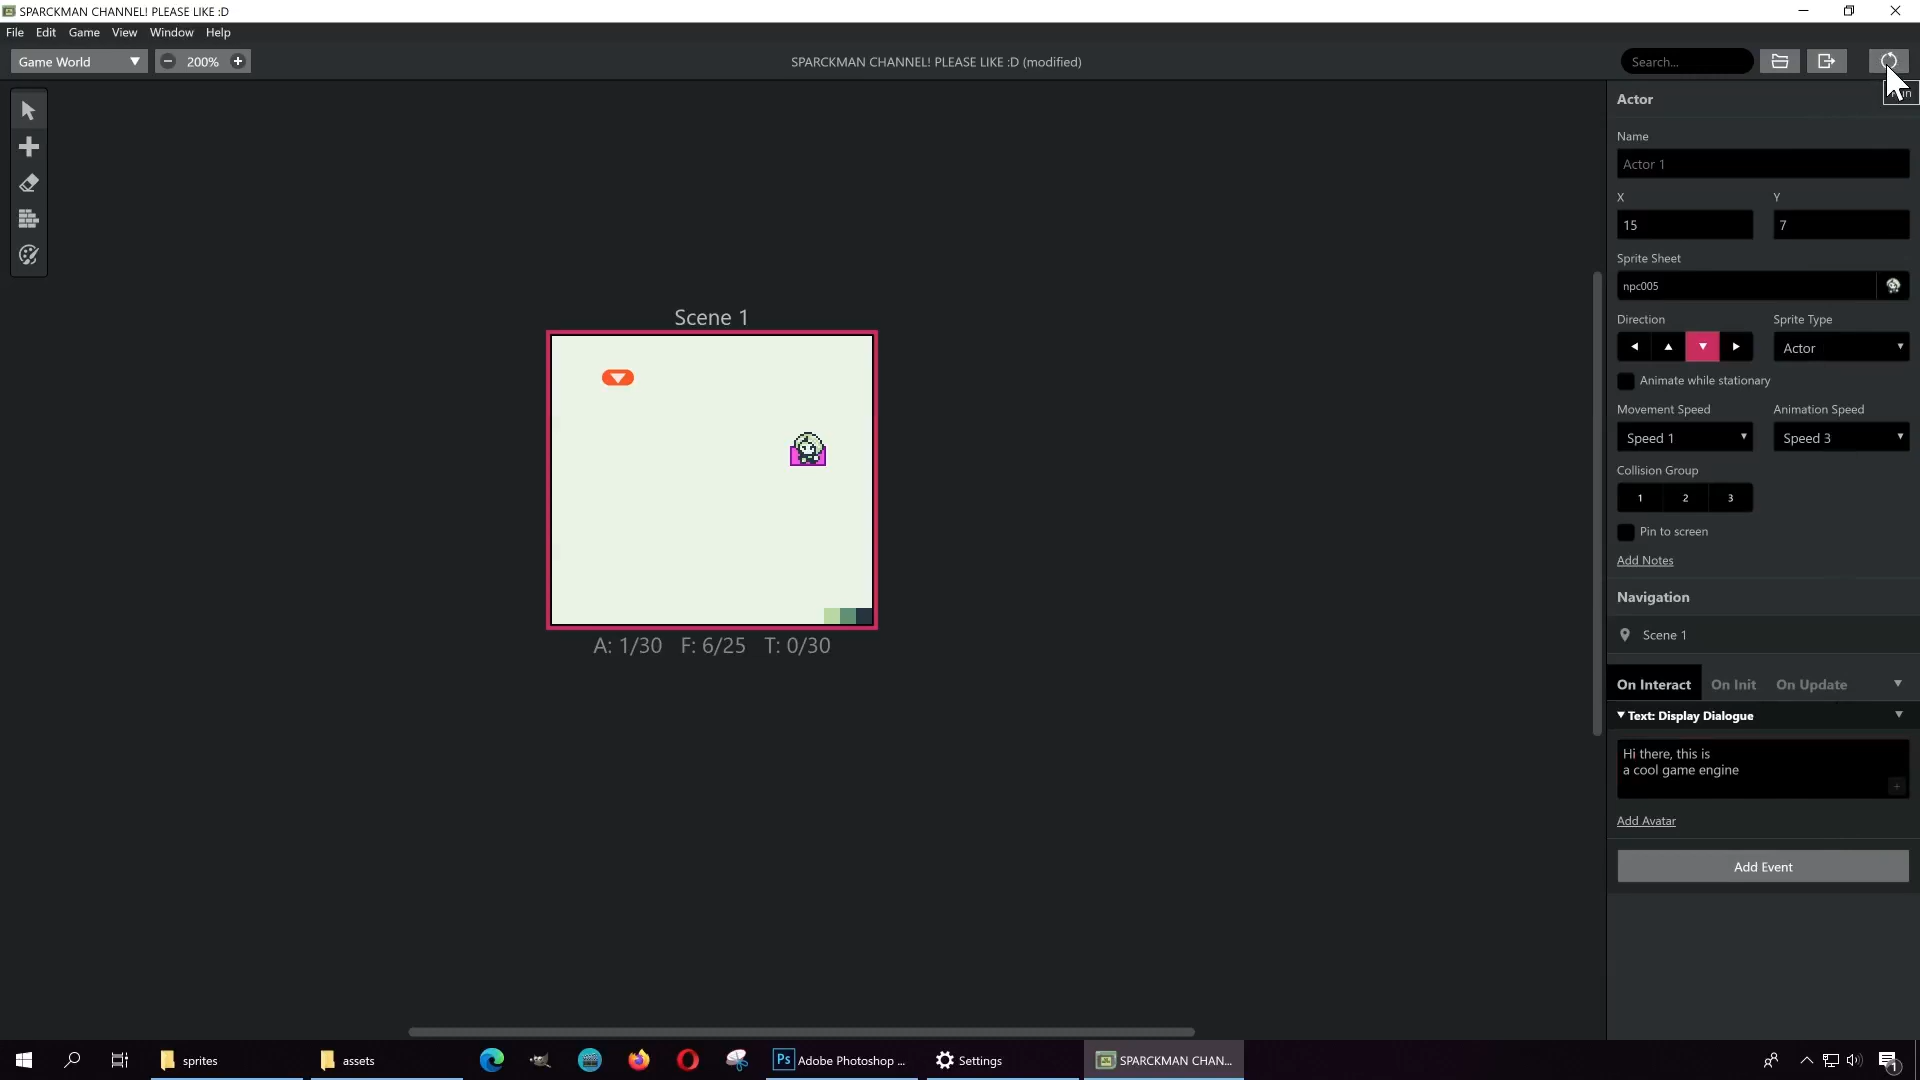 SPARCKMAN CHANNEL! PLEASE LIKE :D
File Edit Game View Window Help
Game World 200% SPARCKMAN CHANNEL! PLEASE LIKE :D (modified) Search...
Actor
Name
Actor 1
X Y
15 7
Sprite Sheet
npc005
Direction Sprite Type
Actor
Animate while stationary
Movement Speed Animation Speed
Speed 1 Speed 3
Collision Group
1 2 3
Pin to screen
Add Notes
Navigation
Scene 1
On Interact On Init On Update
Text: Display Dialogue
Hi there, this is
a cool game engine
Add Avatar
Add Event
Scene 1
A: 1/30 F: 6/25 T: 0/30
sprites assets Ps Adobe Photoshop ... Settings SPARCKMAN CHAN... 1